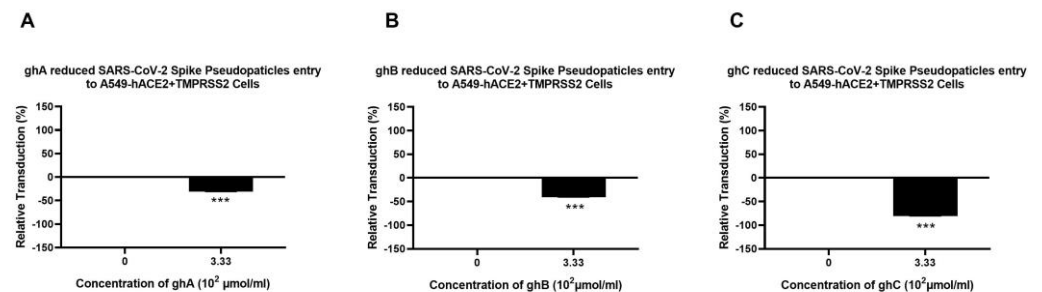 A
ghA reduced SARS-CoV-2 Spike Pseudopaticles entry
to A549-hACE2+TMPRSS2 Cells
Relative Transduction (%)
150
100
50
0
-50
-100
-150
***
0
3.33
Concentration of ghA (10² µmol/ml)
B
ghB reduced SARS-CoV-2 Spike Pseudopaticles entry
to A549-hACE2+TMPRSS2 Cells
Relative Transduction (%)
150
100
50
0
-50
-100
-150
***
0
3.33
Concentration of ghB (10²µmol/ml)
C
ghC reduced SARS-CoV-2 Spike Pseudopaticles entry
to A549-hACE2+TMPRSS2 Cells
Relative Transduction (%)
150
100
50
0
-50
-100
-150
***
0
3.33
Concentration of ghC (10² µmol/ml)